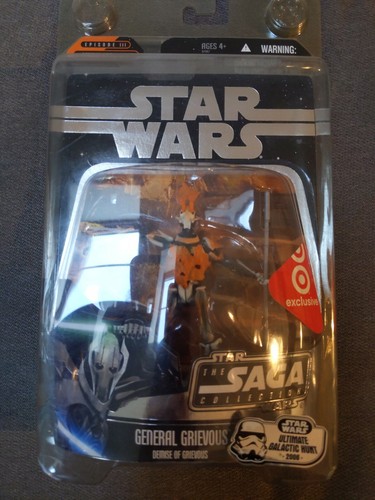 EPISODE III
AGES 4+
WARNING:
STAR
WARS
exclusive
STAR
THE
SAGA
COLLECTION
GENERAL GRIEVOUS
DEMISE OF GRIEVOUS
STAR
WARS
ULTIMATE
GALACTIC HUNT
2006